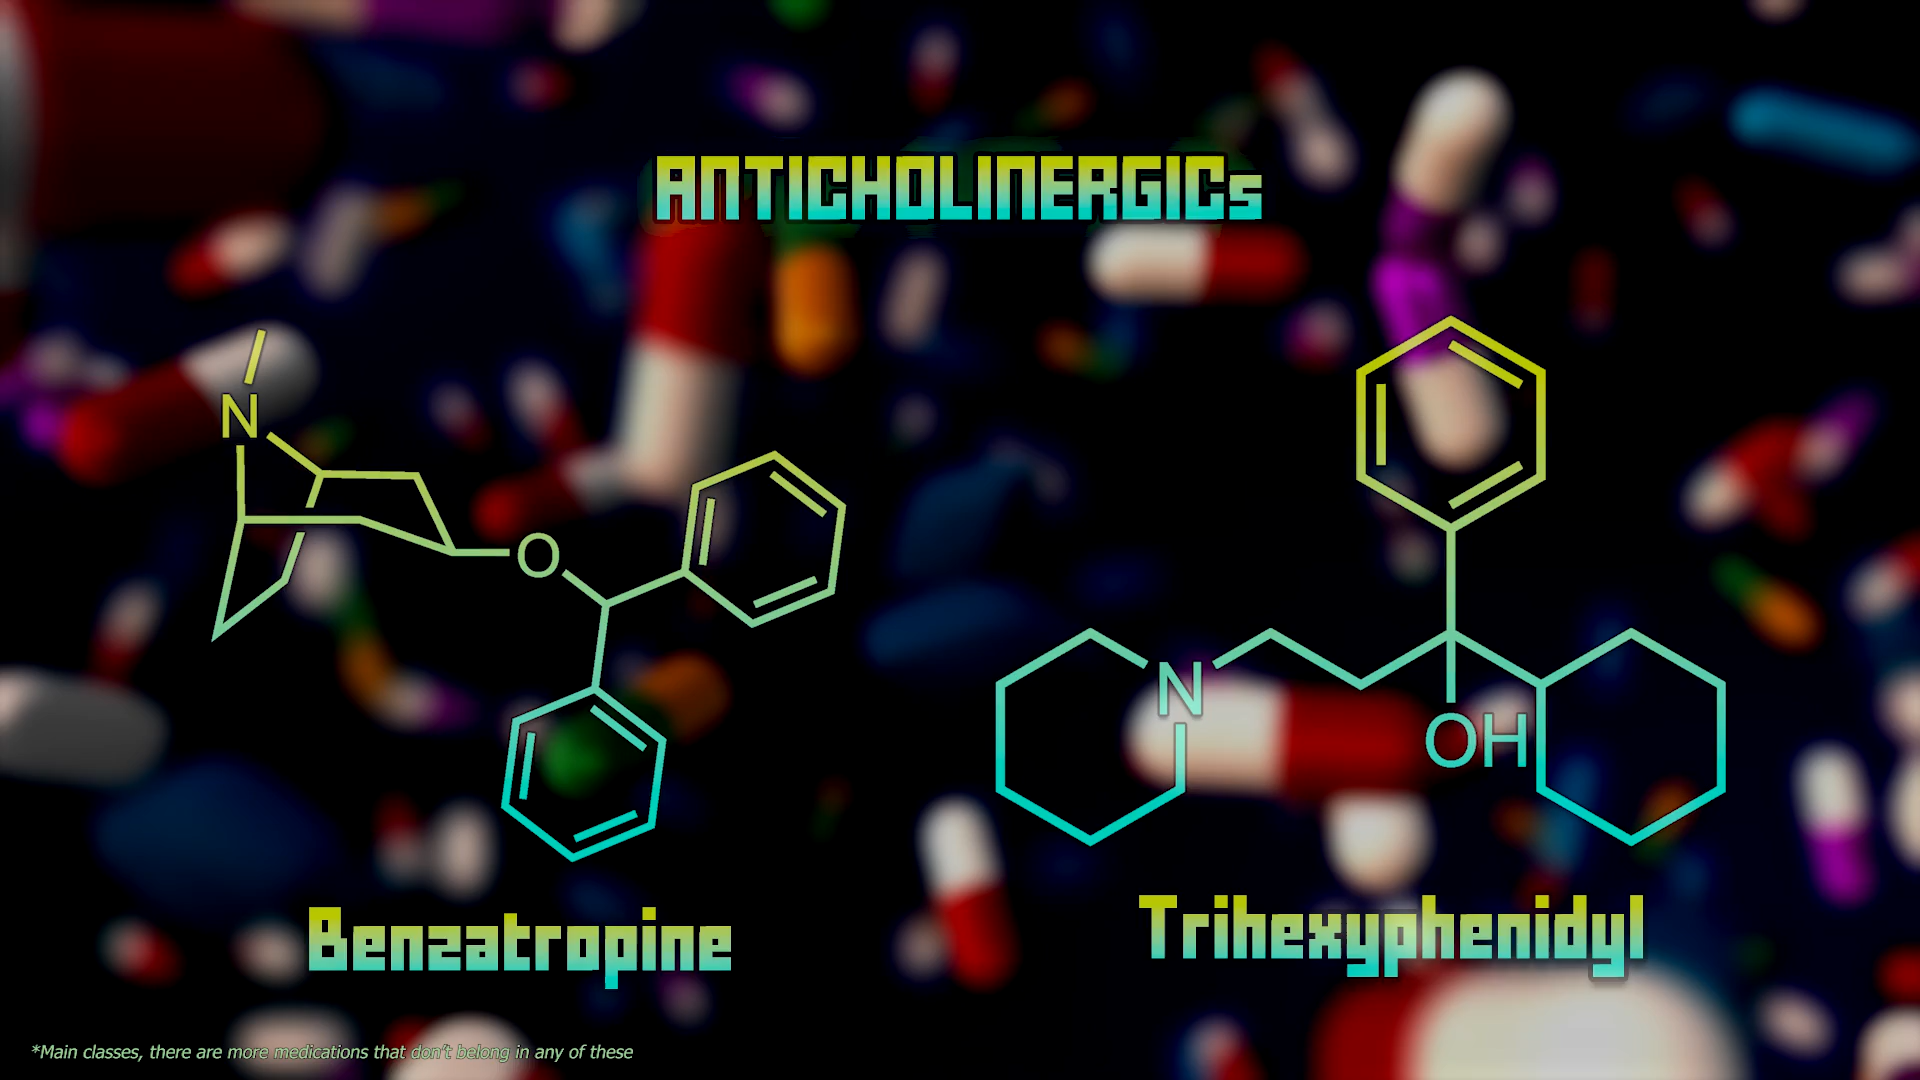 ANTICHOLINERGICs
N
O
N
OH
Benzatropine
Trihexyphenidyl
*Main classes, there are more medications that don't belong in any of these